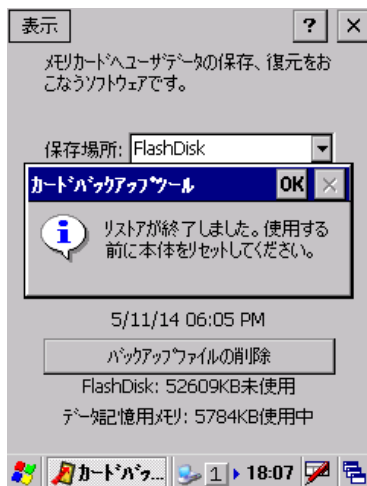 表示 ? ×
ﾒﾓﾘｶｰﾄﾞへﾕｰｻﾞﾃﾞｰﾀの保存、復元をお
こなうｿﾌﾄｳｪｱです。
保存場所: FlashDisk
ｶｰﾄﾞﾊﾞｯｸｱｯﾌﾟﾂｰﾙ OK ×
ﾘｽﾄｱが終了しました。使用する
前に本体をﾘｾｯﾄしてください。
5/11/14 06:05 PM
ﾊﾞｯｸｱｯﾌﾟﾌｧｲﾙの削除
FlashDisk: 52609KB未使用
ﾃﾞｰﾀ記憶用ﾒﾓﾘ: 5784KB使用中
ｶｰﾄﾞﾊﾞｯ... 1 18:07